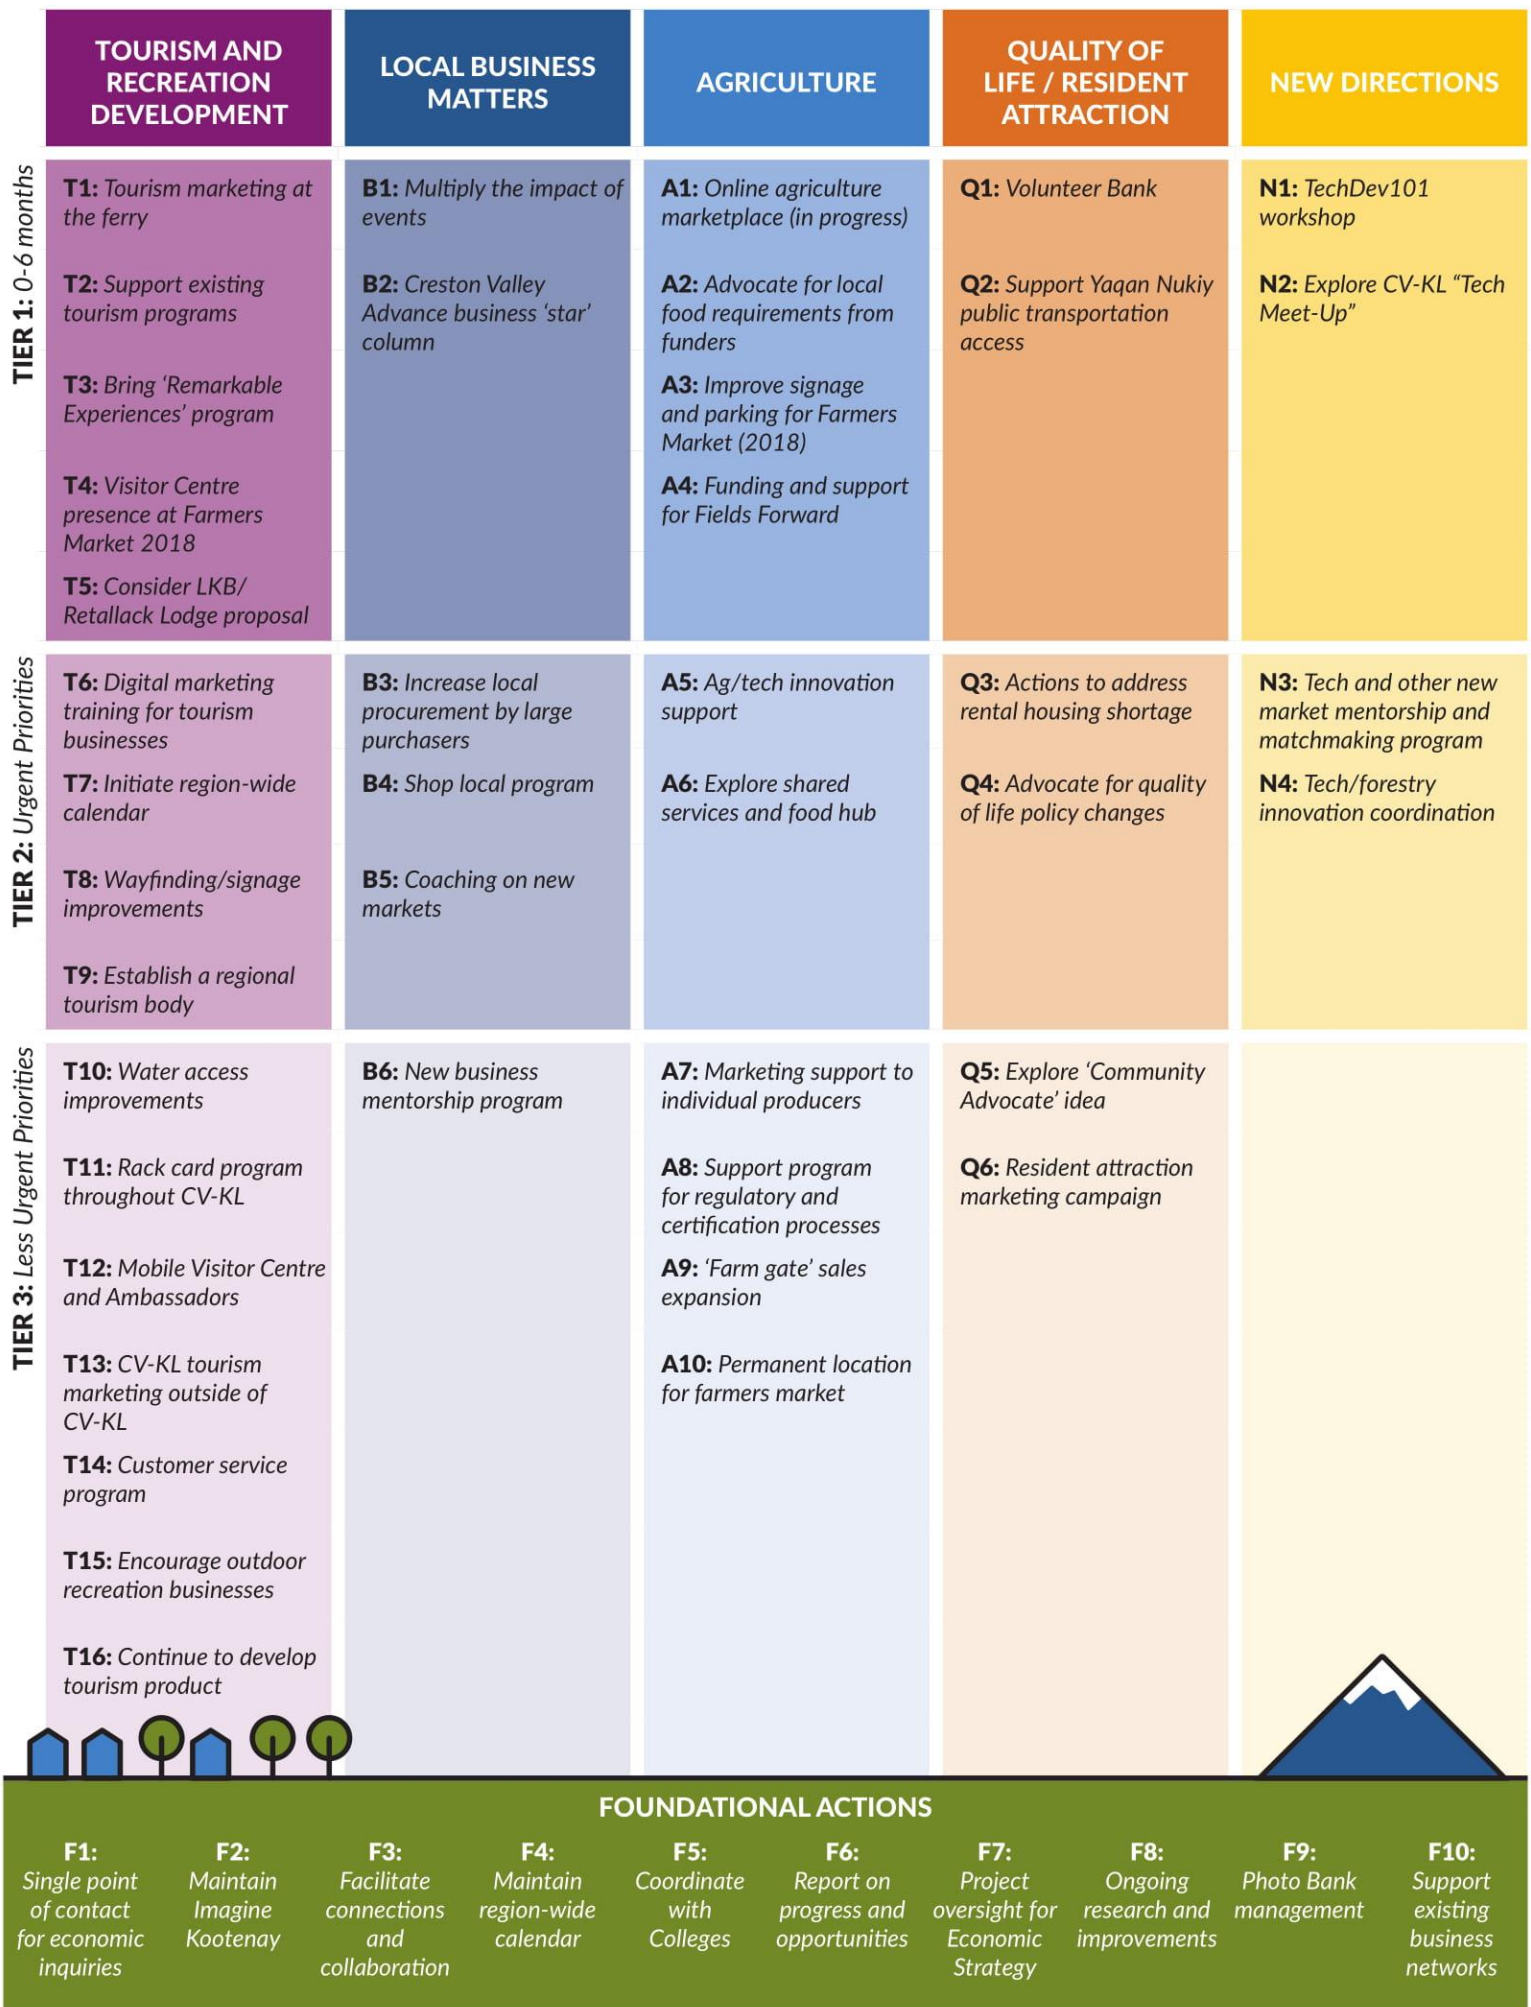 TOURISM AND
RECREATION
DEVELOPMENT
LOCAL BUSINESS
MATTERS
AGRICULTURE
QUALITY OF
LIFE / RESIDENT
ATTRACTION
NEW DIRECTIONS
TIER 1: 0-6 months
T1: Tourism marketing at
the ferry
T2: Support existing
tourism programs
T3: Bring ‘Remarkable
Experiences’ program
T4: Visitor Centre
presence at Farmers
Market 2018
T5: Consider LKB/
Retallack Lodge proposal
B1: Multiply the impact of
events
B2: Creston Valley
Advance business ‘star’
column
A1: Online agriculture
marketplace (in progress)
A2: Advocate for local
food requirements from
funders
A3: Improve signage
and parking for Farmers
Market (2018)
A4: Funding and support
for Fields Forward
Q1: Volunteer Bank
Q2: Support Yaqan Nukiy
public transportation
access
N1: TechDev101
workshop
N2: Explore CV-KL “Tech
Meet-Up”
TIER 2: Urgent Priorities
T6: Digital marketing
training for tourism
businesses
T7: Initiate region-wide
calendar
T8: Wayfinding/signage
improvements
T9: Establish a regional
tourism body
B3: Increase local
procurement by large
purchasers
B4: Shop local program
B5: Coaching on new
markets
A5: Ag/tech innovation
support
A6: Explore shared
services and food hub
Q3: Actions to address
rental housing shortage
Q4: Advocate for quality
of life policy changes
N3: Tech and other new
market mentorship and
matchmaking program
N4: Tech/forestry
innovation coordination
TIER 3: Less Urgent Priorities
T10: Water access
improvements
T11: Rack card program
throughout CV-KL
T12: Mobile Visitor Centre
and Ambassadors
T13: CV-KL tourism
marketing outside of
CV-KL
T14: Customer service
program
T15: Encourage outdoor
recreation businesses
T16: Continue to develop
tourism product
B6: New business
mentorship program
A7: Marketing support to
individual producers
A8: Support program
for regulatory and
certification processes
A9: ‘Farm gate’ sales
expansion
A10: Permanent location
for farmers market
Q5: Explore ‘Community
Advocate’ idea
Q6: Resident attraction
marketing campaign
FOUNDATIONAL ACTIONS
F1:
Single point
of contact
for economic
inquiries
F2:
Maintain
Imagine
Kootenay
F3:
Facilitate
connections
and
collaboration
F4:
Maintain
region-wide
calendar
F5:
Coordinate
with
Colleges
F6:
Report on
progress and
opportunities
F7:
Project
oversight for
Economic
Strategy
F8:
Ongoing
research and
improvements
F9:
Photo Bank
management
F10:
Support
existing
business
networks